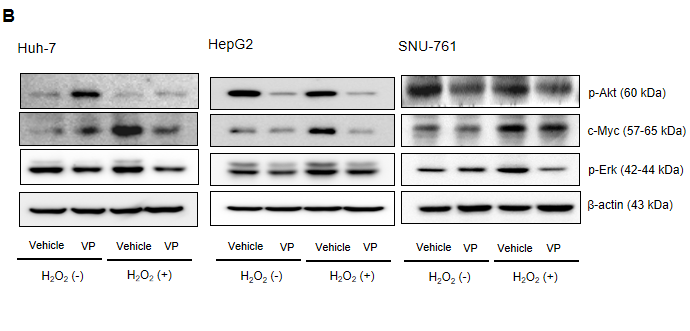 B
Huh-7
HepG2
SNU-761
p-Akt (60 kDa)
c-Myc (57-65 kDa)
p-Erk (42-44 kDa)
β-actin (43 kDa)
Vehicle VP Vehicle VP
H₂O₂ (-) H₂O₂ (+)
Vehicle VP Vehicle VP
H₂O₂ (-) H₂O₂ (+)
Vehicle VP Vehicle VP
H₂O₂ (-) H₂O₂ (+)